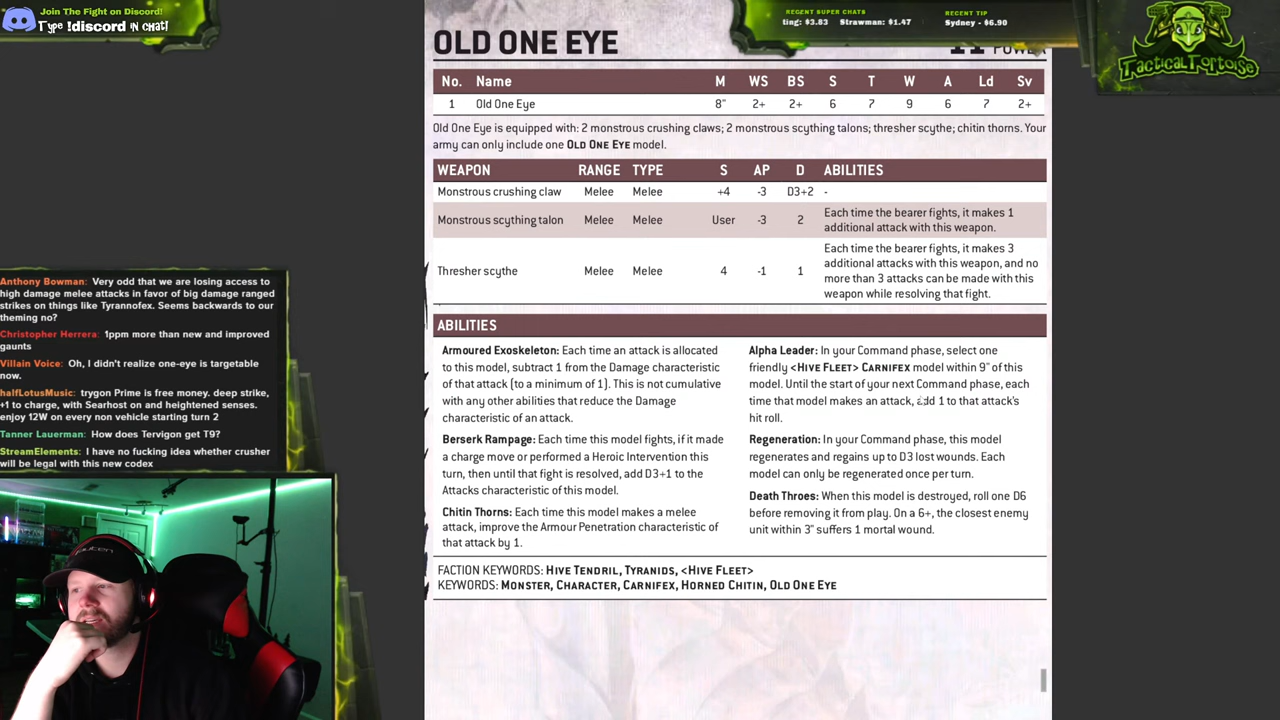 Join The Fight on Discord!
Type !discord in chat!
RECENT SUPER CHATS
ting: $3.83 Strawman: $1.47
RECENT TIP
Sydney - $6.90
TacticalTortoise
OLD ONE EYE
POWER
No. Name M WS BS S T W A Ld Sv
1 Old One Eye 8" 2+ 2+ 6 7 9 6 7 2+
Old One Eye is equipped with: 2 monstrous crushing claws; 2 monstrous scything talons; thresher scythe; chitin thorns. Your
army can only include one OLD ONE EYE model.
WEAPON RANGE TYPE S AP D ABILITIES
Monstrous crushing claw Melee Melee +4 -3 D3+2 -
Monstrous scything talon Melee Melee User -3 2 Each time the bearer fights, it makes 1
additional attack with this weapon.
Thresher scythe Melee Melee 4 -1 1 Each time the bearer fights, it makes 3
additional attacks with this weapon, and no
more than 3 attacks can be made with this
weapon while resolving that fight.
ABILITIES
Armoured Exoskeleton: Each time an attack is allocated
to this model, subtract 1 from the Damage characteristic
of that attack (to a minimum of 1). This is not cumulative
with any other abilities that reduce the Damage
characteristic of an attack.
Berserk Rampage: Each time this model fights, if it made
a charge move or performed a Heroic Intervention this
turn, then until that fight is resolved, add D3+1 to the
Attacks characteristic of this model.
Chitin Thorns: Each time this model makes a melee
attack, improve the Armour Penetration characteristic of
that attack by 1.
Alpha Leader: In your Command phase, select one
friendly <HIVE FLEET> CARNIFEX model within 9" of this
model. Until the start of your next Command phase, each
time that model makes an attack, add 1 to that attack's
hit roll.
Regeneration: In your Command phase, this model
regenerates and regains up to D3 lost wounds. Each
model can only be regenerated once per turn.
Death Throes: When this model is destroyed, roll one D6
before removing it from play. On a 6+, the closest enemy
unit within 3" suffers 1 mortal wound.
FACTION KEYWORDS: HIVE TENDRIL, TYRANIDS, <HIVE FLEET>
KEYWORDS: MONSTER, CHARACTER, CARNIFEX, HORNED CHITIN, OLD ONE EYE
Anthony Bowman: Very odd that we are losing access to
high damage melee attacks in favor of big damage ranged
strikes on things like Tyrannofex. Seems backwards to our
theming no?
Christopher Herrera: 1ppm more than new and improved
gaunts
Villain Voice: Oh, I didn't realize one-eye is targetable
now.
halfLotusMusic: trygon Prime is free money. deep strike,
+1 to charge, with Searhost on and heightened senses.
enjoy 12W on every non vehicle starting turn 2
Tanner Lauerman: How does Tervigon get T9?
StreamElements: I have no fucking idea whether crusher
will be legal with this new codex